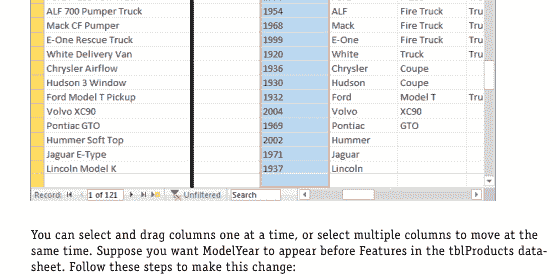 ALF 700 Pumper Truck 1954 ALF Fire Truck Tru
Mack CF Pumper 1968 Mack Fire Truck Tru
E-One Rescue Truck 1999 E-One Fire Truck Tru
White Delivery Van 1920 White Truck Tru
Chrysler Airflow 1936 Chrysler Coupe
Hudson 3 Window 1930 Hudson Coupe
Ford Model T Pickup 1932 Ford Model T Tru
Volvo XC90 2004 Volvo XC90
Pontiac GTO 1969 Pontiac GTO
Hummer Soft Top 2002 Hummer
Jaguar E-Type 1971 Jaguar
Lincoln Model K 1937 Lincoln
Record: 1 of 121 Unfiltered Search
You can select and drag columns one at a time, or select multiple columns to move at the
same time. Suppose you want ModelYear to appear before Features in the tblProducts data-
sheet. Follow these steps to make this change: